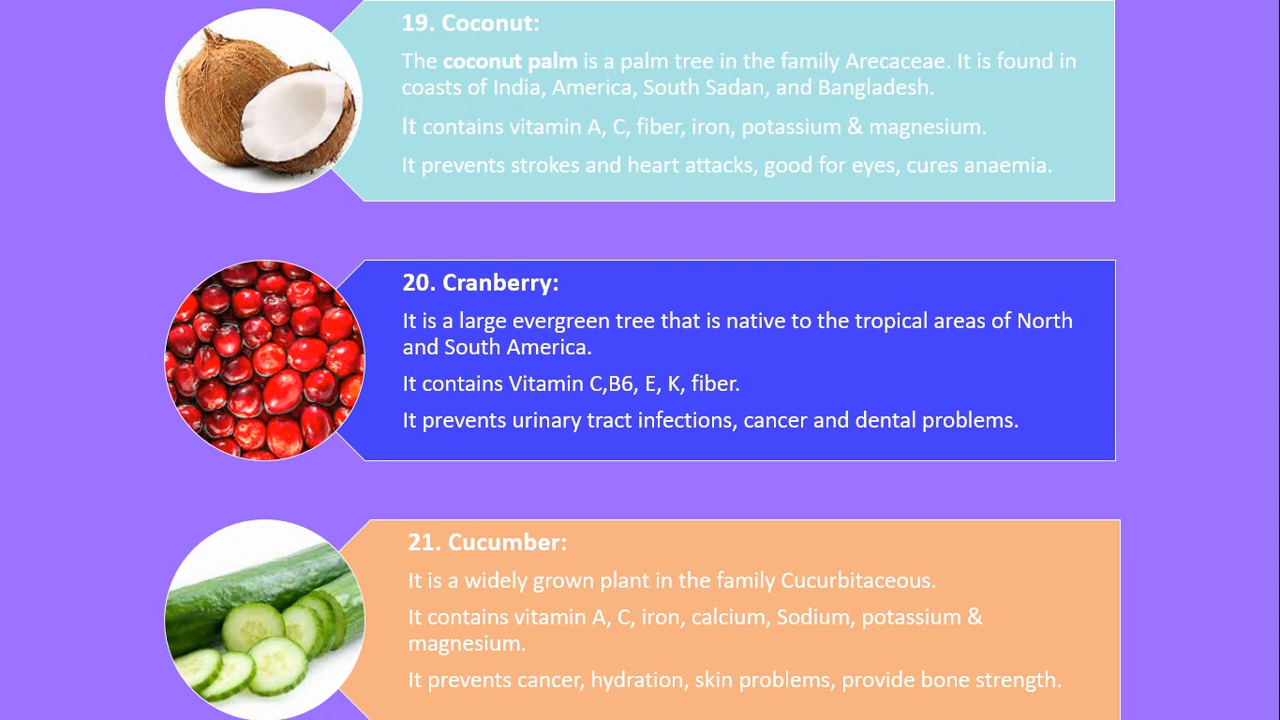 19. Coconut:
The coconut palm is a palm tree in the family Arecaceae. It is found in
coasts of India, America, South Sadan, and Bangladesh.
It contains vitamin A, C, fiber, iron, potassium & magnesium.
It prevents strokes and heart attacks, good for eyes, cures anaemia.
20. Cranberry:
It is a large evergreen tree that is native to the tropical areas of North
and South America.
It contains Vitamin C,B6, E, K, fiber.
It prevents urinary tract infections, cancer and dental problems.
21. Cucumber:
It is a widely grown plant in the family Cucurbitaceous.
It contains vitamin A, C, iron, calcium, Sodium, potassium &
magnesium.
It prevents cancer, hydration, skin problems, provide bone strength.